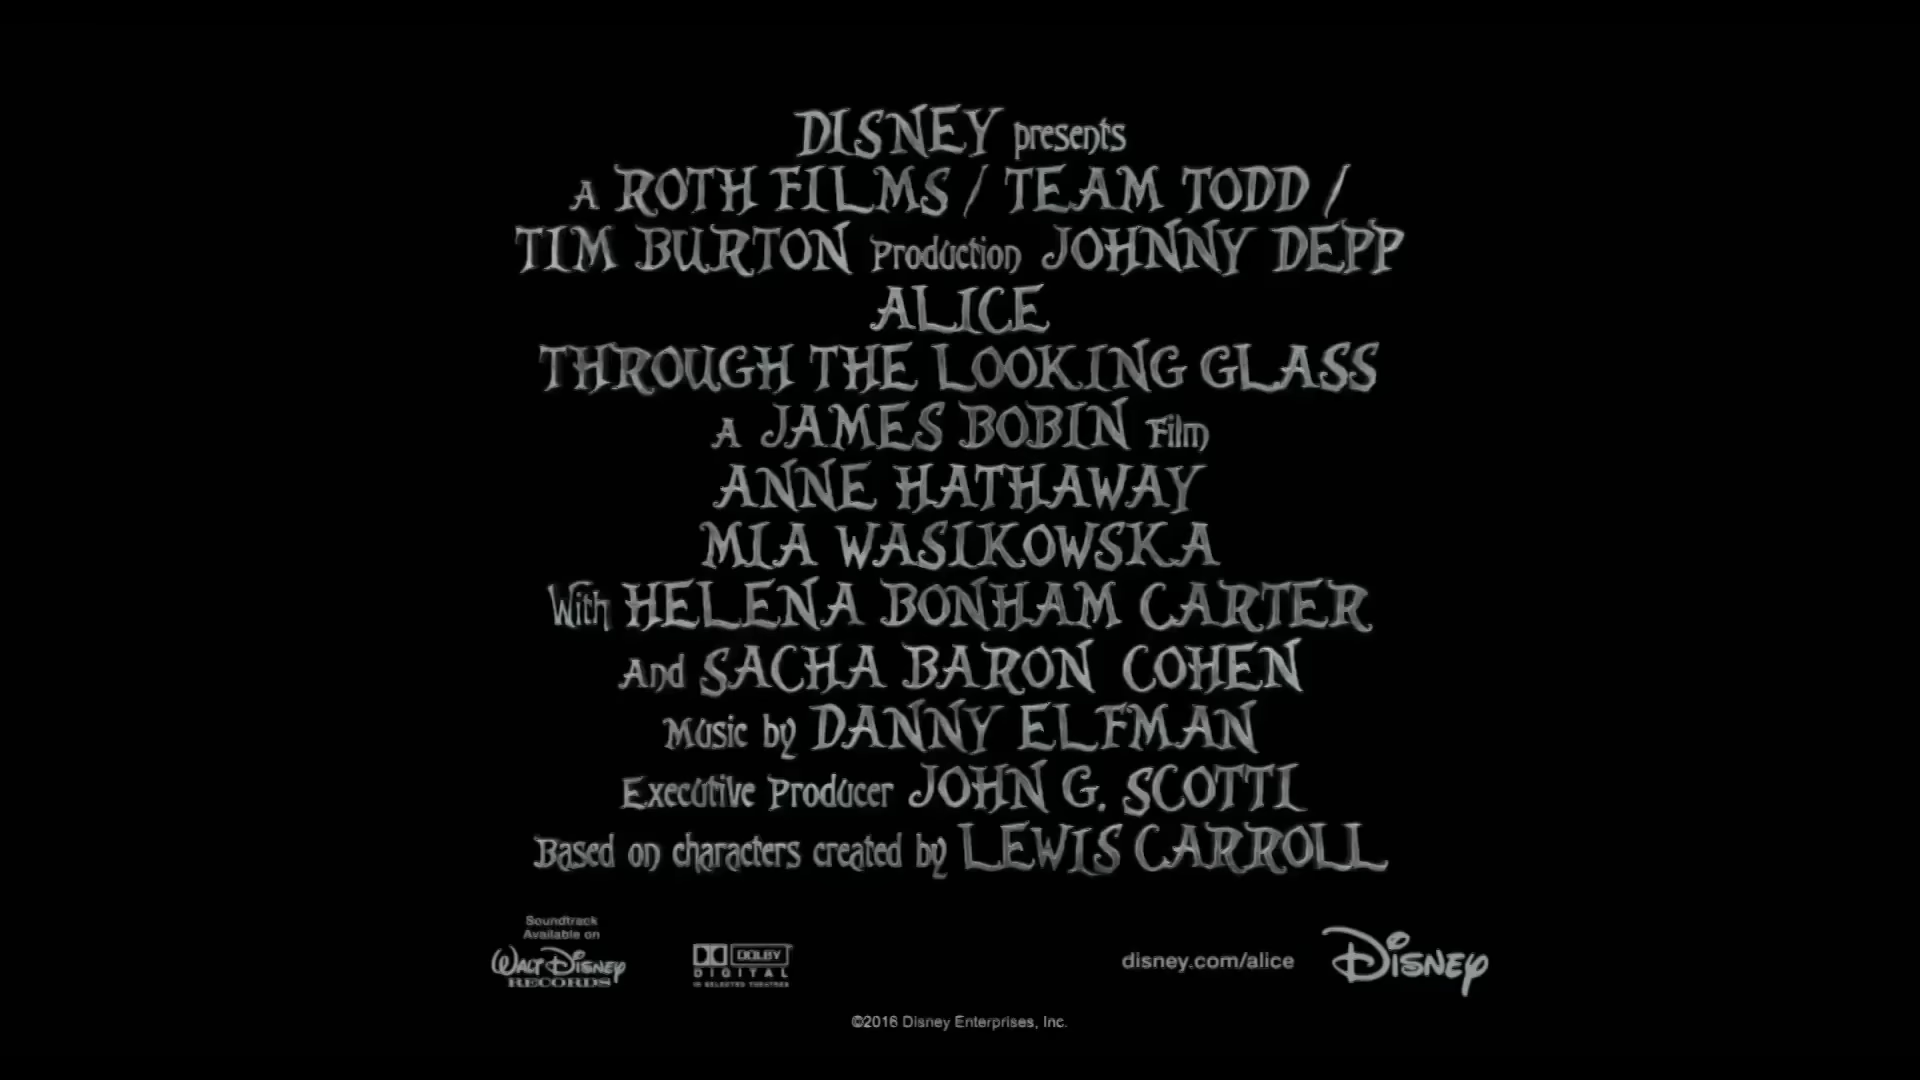 DISNEY presents
A ROTH FILMS / TEAM TODD /
TIM BURTON Production JOHNNY DEPP
ALICE
THROUGH THE LOOKING GLASS
A JAMES BOBIN Film
ANNE HATHAWAY
MIA WASIKOWSKA
With HELENA BONHAM CARTER
And SACHA BARON COHEN
Music by DANNY ELFMAN
Executive Producer JOHN G. SCOTTI
Based on characters created by LEWIS CARROLL
Soundtrack
Available on
WALT DISNEY
RECORDS
DOLBY
DIGITAL
IN SELECTED THEATRES
disney.com/alice
DISNEY
©2016 Disney Enterprises, Inc.